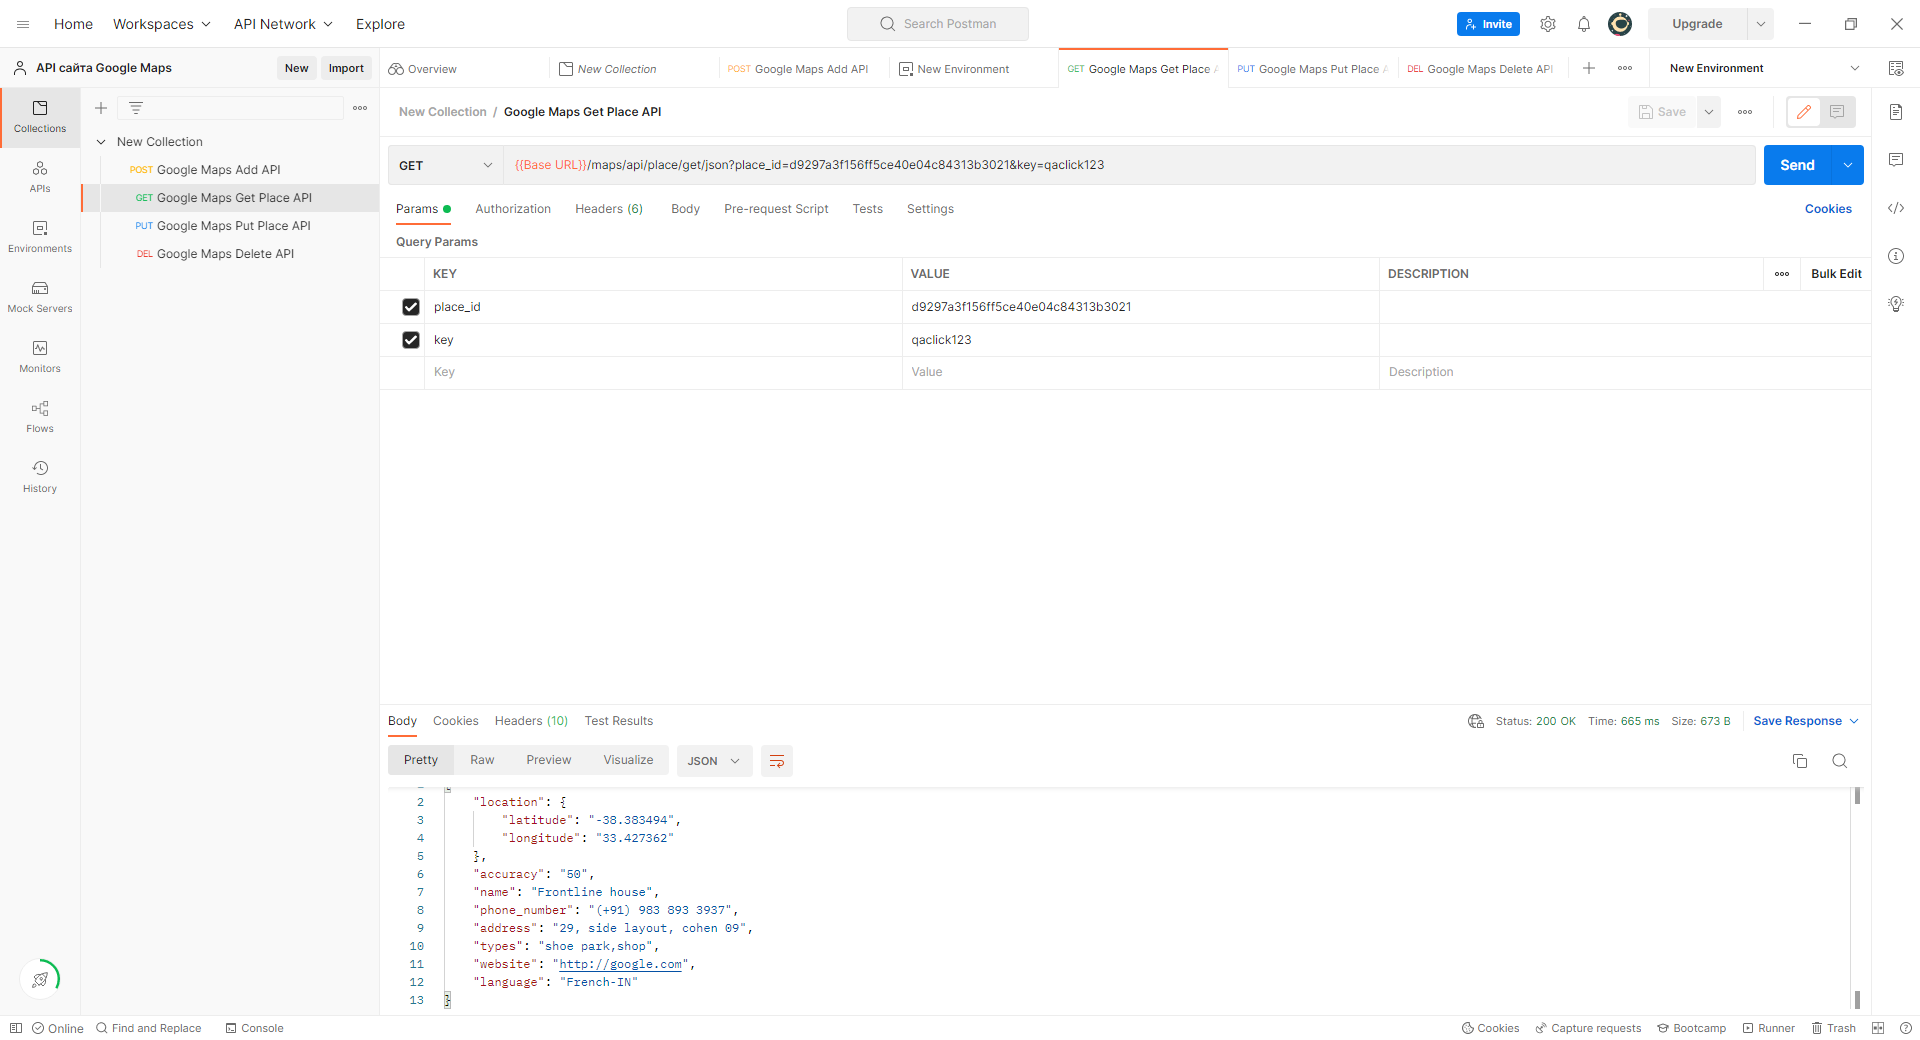 Home Workspaces API Network Explore Search Postman Invite Upgrade
API сайта Google Maps New Import Overview New Collection POST Google Maps Add API New Environment GET Google Maps Get Place PUT Google Maps Put Place DEL Google Maps Delete API New Environment
Collections
APIs
Environments
Mock Servers
Monitors
Flows
History
New Collection
POST Google Maps Add API
GET Google Maps Get Place API
PUT Google Maps Put Place API
DEL Google Maps Delete API
New Collection / Google Maps Get Place API Save
GET {{Base URL}}/maps/api/place/get/json?place_id=d9297a3f156ff5ce40e04c84313b3021&key=qaclick123 Send
Params Authorization Headers (6) Body Pre-request Script Tests Settings Cookies
Query Params
KEY VALUE DESCRIPTION Bulk Edit
place_id d9297a3f156ff5ce40e04c84313b3021
key qaclick123
Key Value Description
Body Cookies Headers (10) Test Results Status: 200 OK Time: 665 ms Size: 673 B Save Response
Pretty Raw Preview Visualize JSON
2 "location": {
3 "latitude": "-38.383494",
4 "longitude": "33.427362"
5 },
6 "accuracy": "50",
7 "name": "Frontline house",
8 "phone_number": "(+91) 983 893 3937",
9 "address": "29, side layout, cohen 09",
10 "types": "shoe park,shop",
11 "website": "http://google.com",
12 "language": "French-IN"
13 }
Online Find and Replace Console Cookies Capture requests Bootcamp Runner Trash